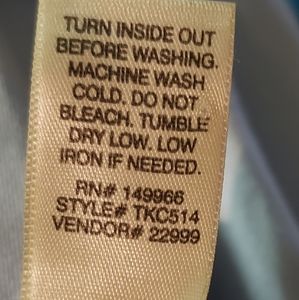 TURN INSIDE OUT
BEFORE WASHING.
MACHINE WASH
COLD. DO NOT
BLEACH. TUMBLE
DRY LOW. LOW
IRON IF NEEDED.
RN# 149966
STYLE# TKC514
VENDOR# 22999